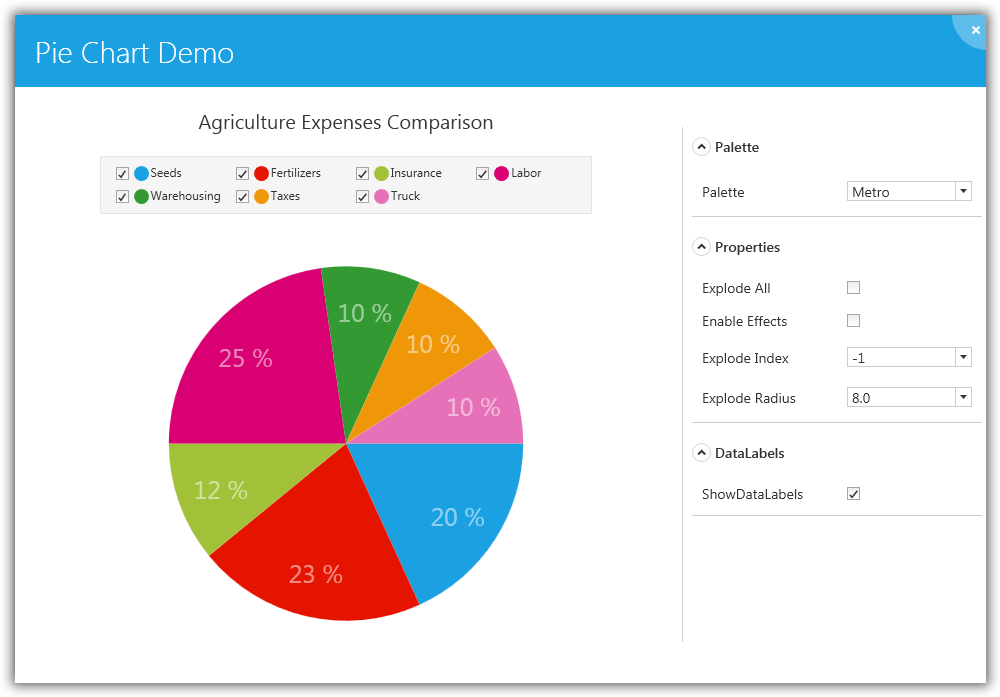 Pie Chart Demo
Agriculture Expenses Comparison
Seeds Fertilizers Insurance Labor
Warehousing Taxes Truck
10 %
10 %
25 %
10 %
12 %
20 %
23 %
Palette
Palette Metro
Properties
Explode All
Enable Effects
Explode Index -1
Explode Radius 8.0
DataLabels
ShowDataLabels